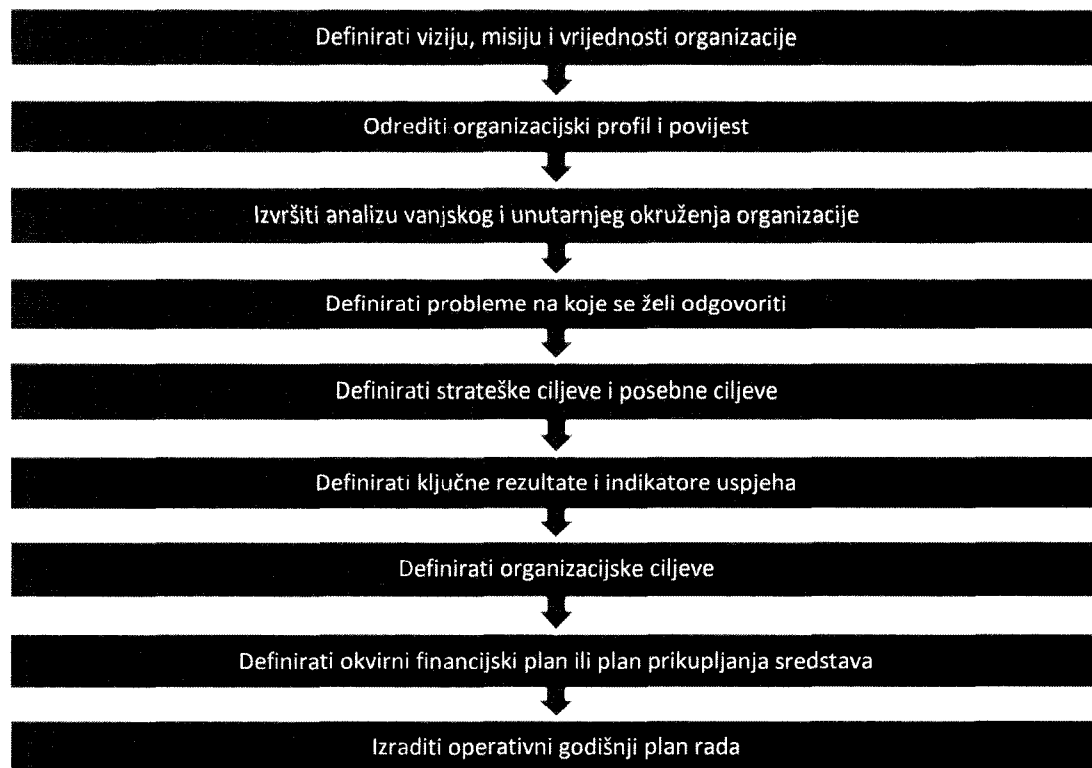 Definirati viziju, misiju i vrijednosti organizacije
Odrediti organizacijski profil i povijest
Izvršiti analizu vanjskog i unutarnjeg okruženja organizacije
Definirati probleme na koje se želi odgovoriti
Definirati strateške ciljeve i posebne ciljeve
Definirati ključne rezultate i indikatore uspjeha
Definirati organizacijske ciljeve
Definirati okvirni financijski plan ili plan prikupljanja sredstava
Izraditi operativni godišnji plan rada